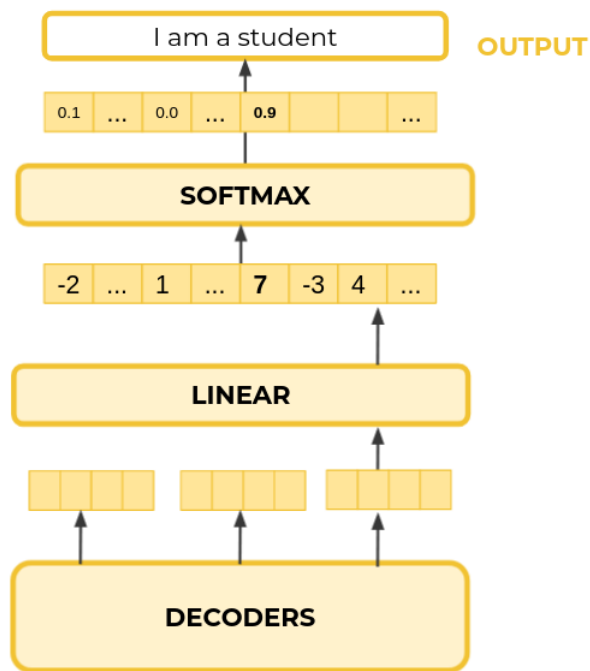 I am a student
OUTPUT
0.1 ... 0.0 ... 0.9 ...
SOFTMAX
-2 ... 1 ... 7 -3 4 ...
LINEAR
DECODERS